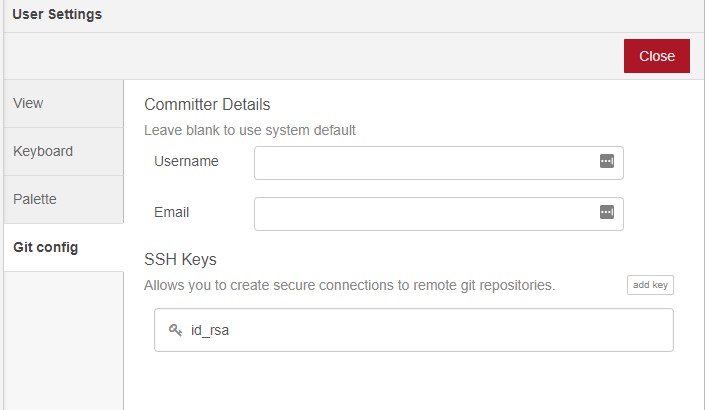 User Settings
Close
View
Keyboard
Palette
Git config
Committer Details
Leave blank to use system default
Username
Email
SSH Keys
Allows you to create secure connections to remote git repositories.
add key
id_rsa